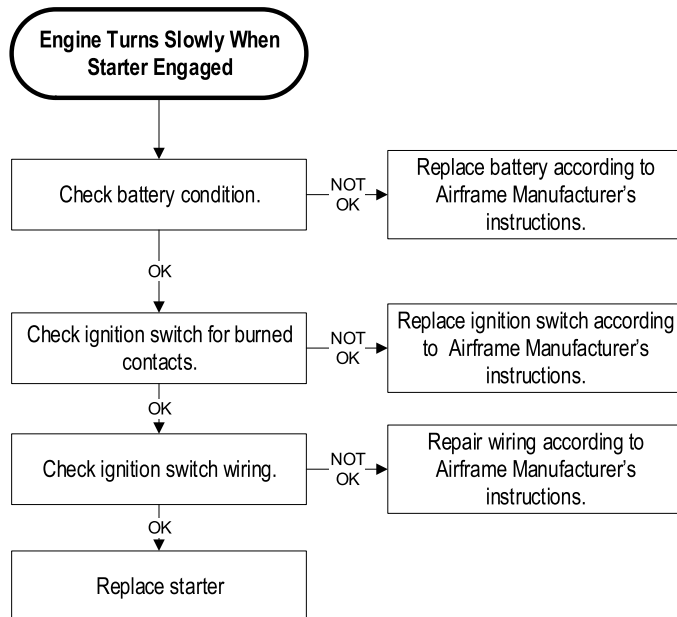 Engine Turns Slowly When
Starter Engaged
Check battery condition.
NOT
OK
Replace battery according to
Airframe Manufacturer's
instructions.
OK
Check ignition switch for burned
contacts.
NOT
OK
Replace ignition switch according
to Airframe Manufacturer's
instructions.
OK
Check ignition switch wiring.
NOT
OK
Repair wiring according to
Airframe Manufacturer's
instructions.
OK
Replace starter